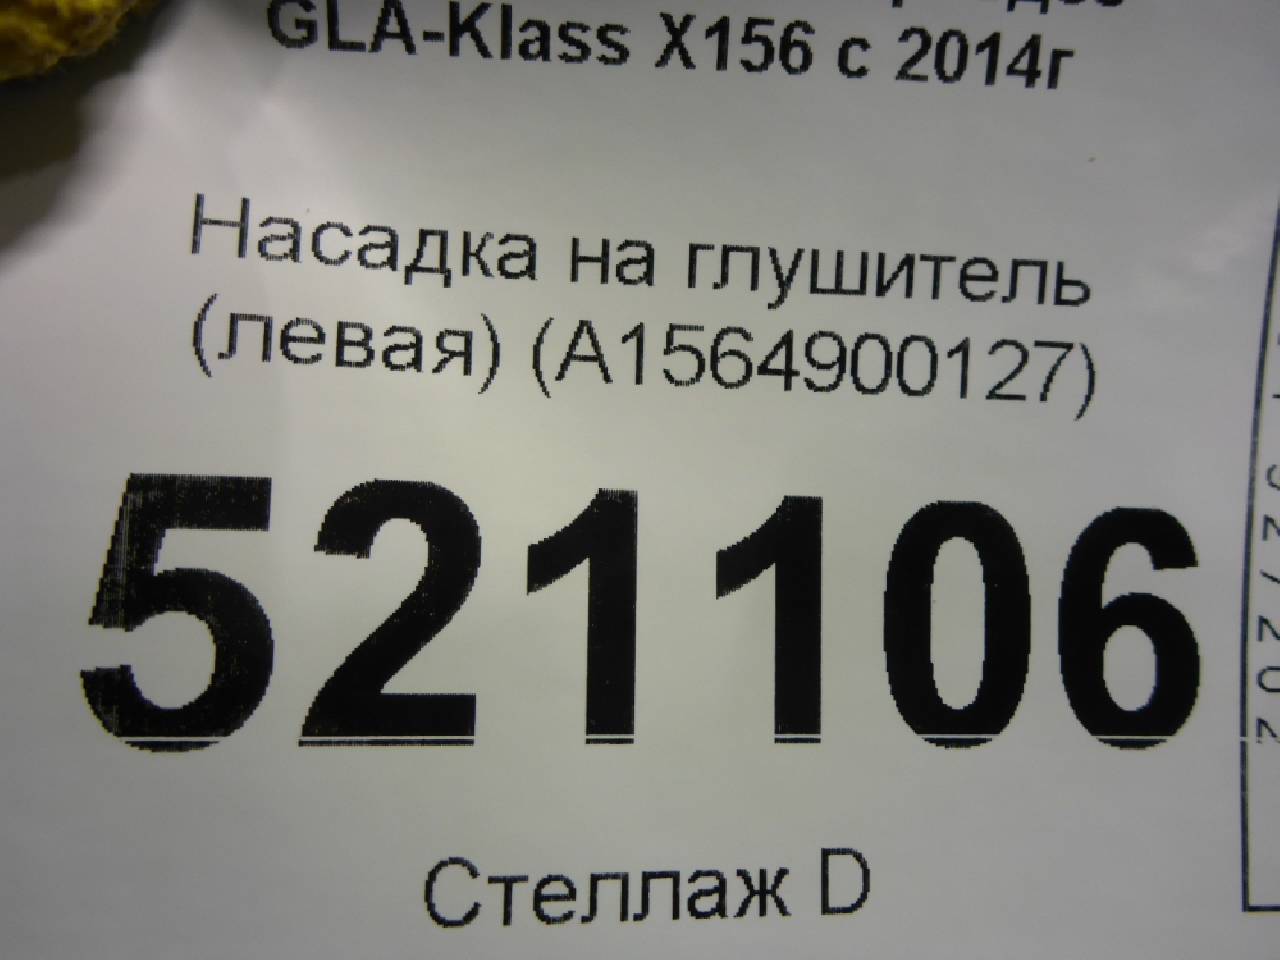 GLA-Klass X156 с 2014г
Насадка на глушитель
(левая) (A1564900127)
521106
Стеллаж D